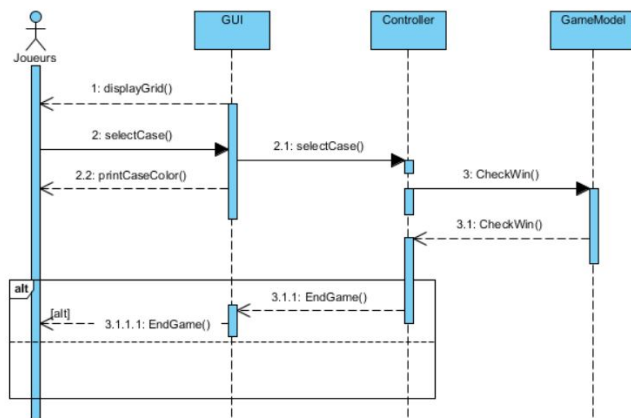 GUI
Controller
GameModel
Joueurs
1: displayGrid()
2: selectCase()
2.1: selectCase()
2.2: printCaseColor()
3: CheckWin()
3.1: CheckWin()
alt
3.1.1: EndGame()
[alt]
3.1.1.1: EndGame()